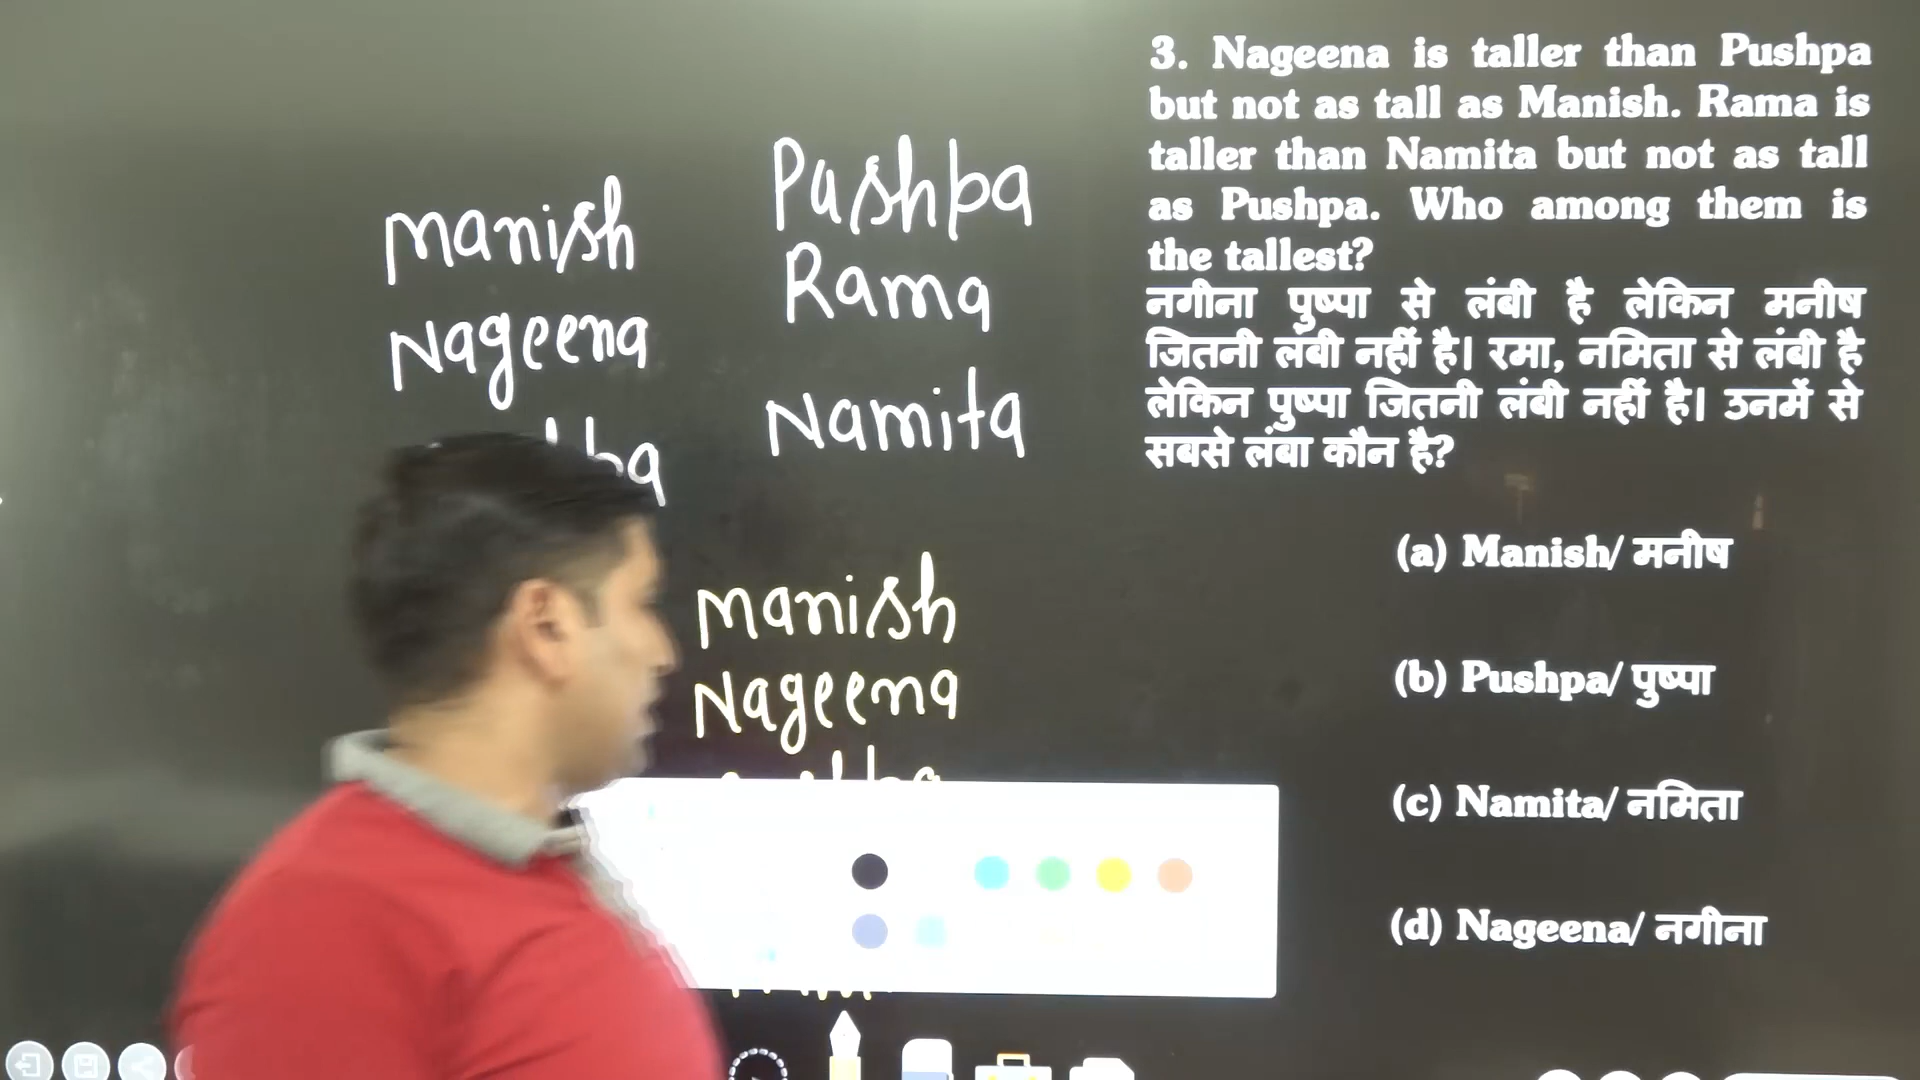 Manish
Nageena
Pushba
Rama
Namita
Manish
Nageena
3. Nageena is taller than Pushpa
but not as tall as Manish. Rama is
taller than Namita but not as tall
as Pushpa. Who among them is
the tallest?
नगीना पुष्पा से लंबी है लेकिन मनीष
जितनी लंबी नहीं है। रमा, नमिता से लंबी है
लेकिन पुष्पा जितनी लंबी नहीं है। उनमें से
सबसे लंबा कौन है?
(a) Manish/ मनीष
(b) Pushpa/ पुष्पा
(c) Namita/ नमिता
(d) Nageena/ नगीना